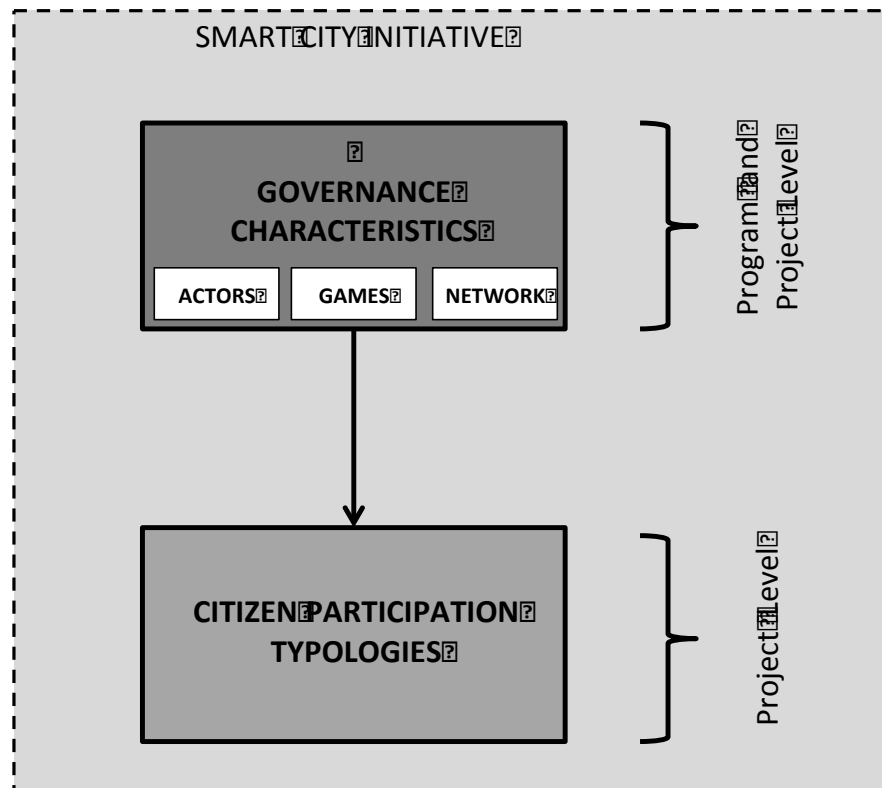 SMART CITY INITIATIVE
GOVERNANCE
CHARACTERISTICS
ACTORS
GAMES
NETWORK
Program and
Project Level
CITIZEN PARTICIPATION
TYPOLOGIES
Project Level